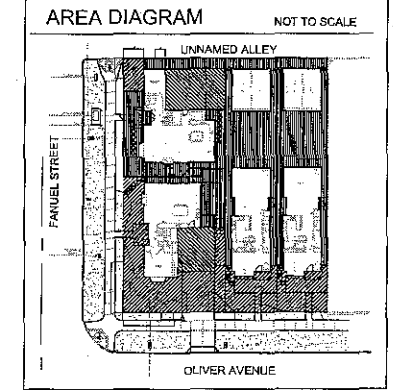 AREA DIAGRAM
NOT TO SCALE
UNNAMED ALLEY
FANUEL STREET
OLIVER AVENUE